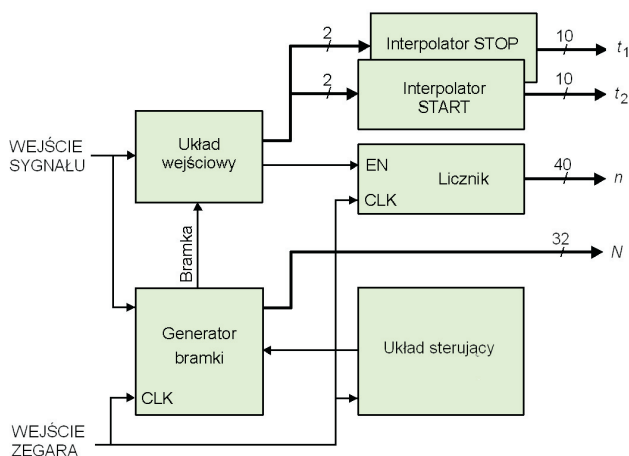 2
Interpolator STOP
10
t1
2
Interpolator
START
10
t2
WEJŚCIE
SYGNAŁU
Układ
wejściowy
EN
Licznik
CLK
40
n
Bramka
32
N
Generator
bramki
CLK
Układ sterujący
WEJŚCIE
ZEGARA